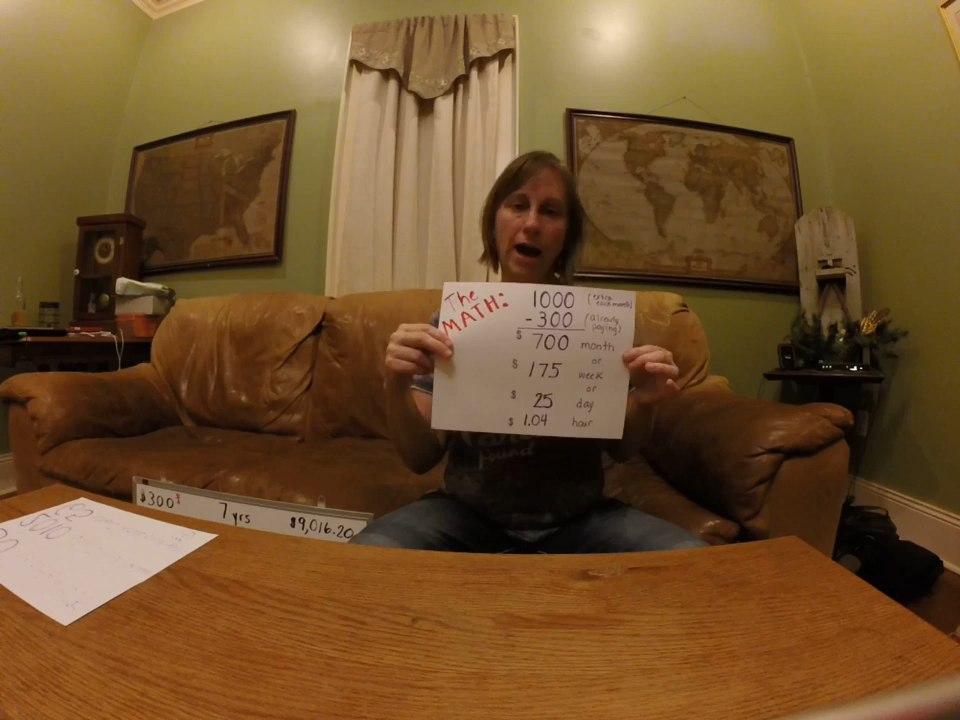 The
MATH:
1000 (extra each month)
-300 (already paying)
$ 700 month
or
$ 175 week
or
$ 25 day
$ 1.04 hour
Pound
$300 7 yrs $9,016.20